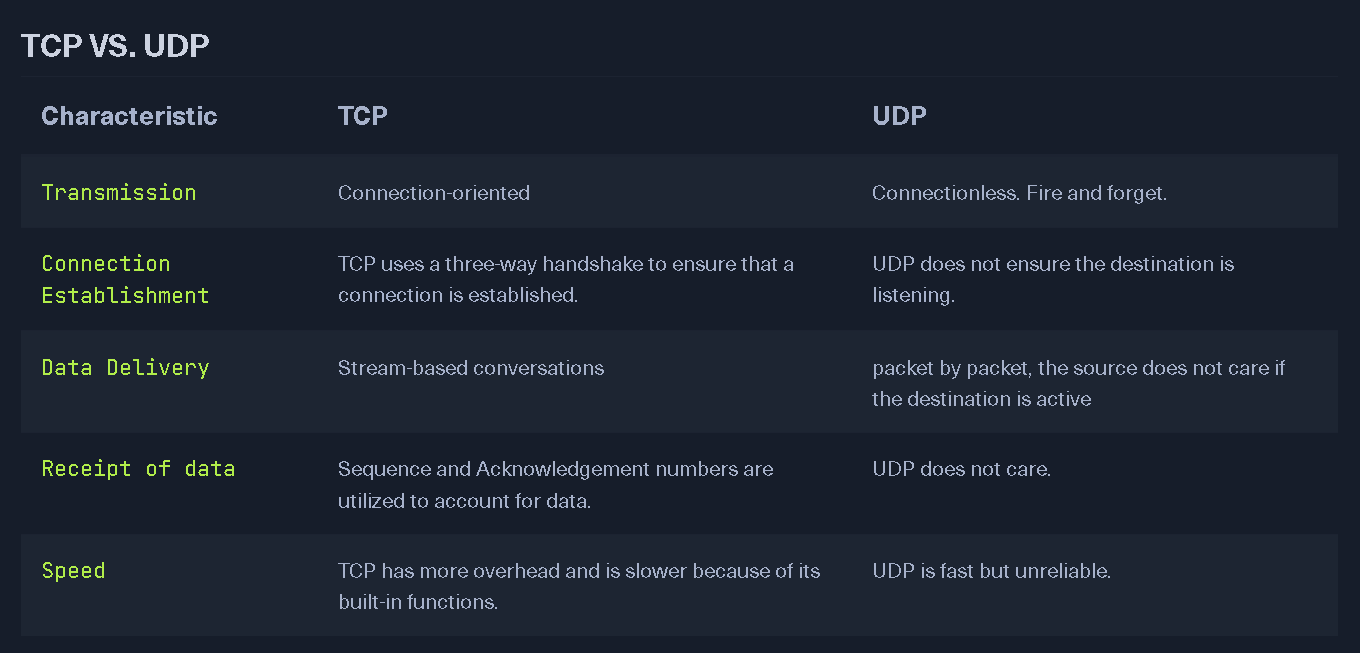 TCP VS. UDP
Characteristic TCP UDP
Transmission Connection-oriented Connectionless. Fire and forget.
Connection Establishment
TCP uses a three-way handshake to ensure that a
connection is established.
UDP does not ensure the destination is
listening.
Data Delivery Stream-based conversations
packet by packet, the source does not care if
the destination is active
Receipt of data
Sequence and Acknowledgement numbers are
utilized to account for data.
UDP does not care.
Speed
TCP has more overhead and is slower because of its
built-in functions.
UDP is fast but unreliable.